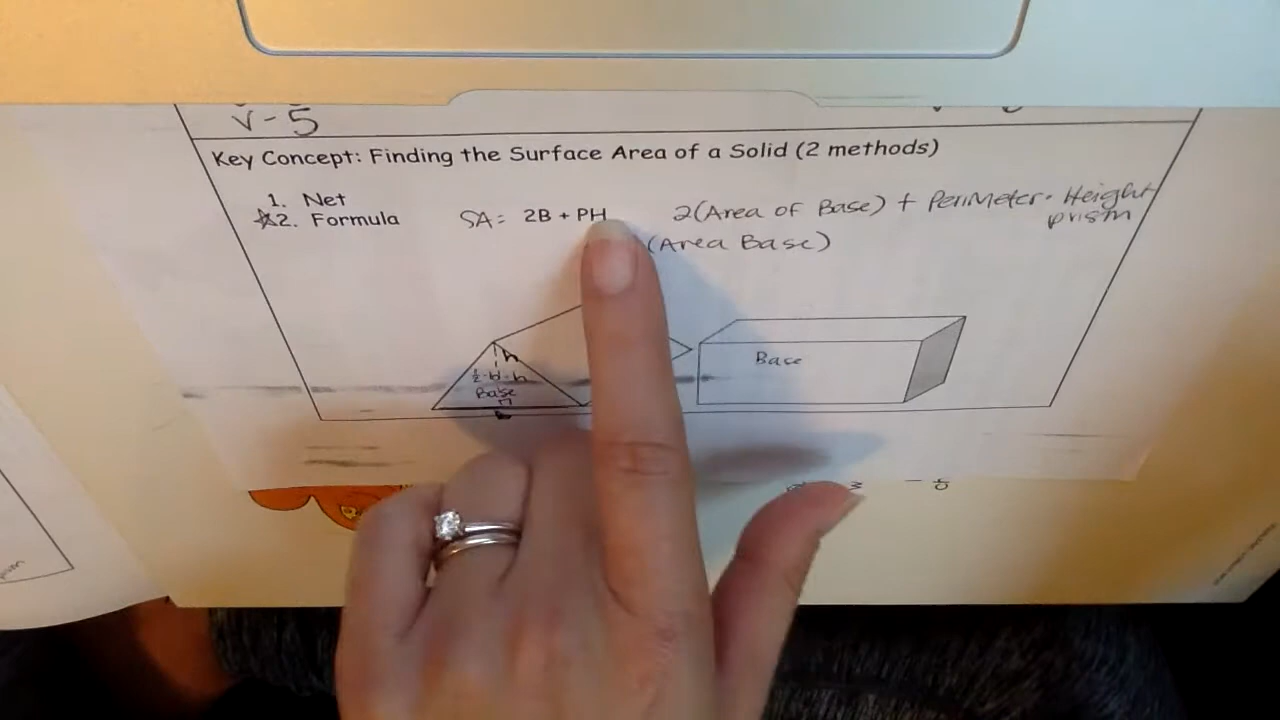 V-5
Key Concept: Finding the Surface Area of a Solid (2 methods)
1. Net
2. Formula SA = 2B + PH 2(Area of Base) + Perimeter · Height
prism
(Area Base)
h
½·b·h
Base
b
Base